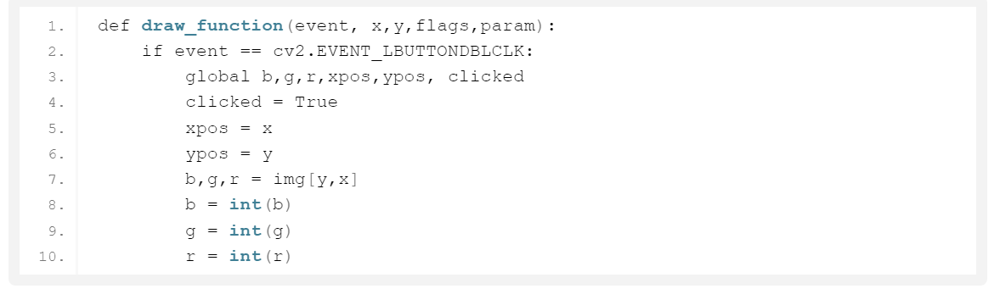 1. def draw_function(event, x,y,flags,param):
2.     if event == cv2.EVENT_LBUTTONDBLCLK:
3.         global b,g,r,xpos,ypos, clicked
4.         clicked = True
5.         xpos = x
6.         ypos = y
7.         b,g,r = img[y,x]
8.         b = int(b)
9.         g = int(g)
10.         r = int(r)